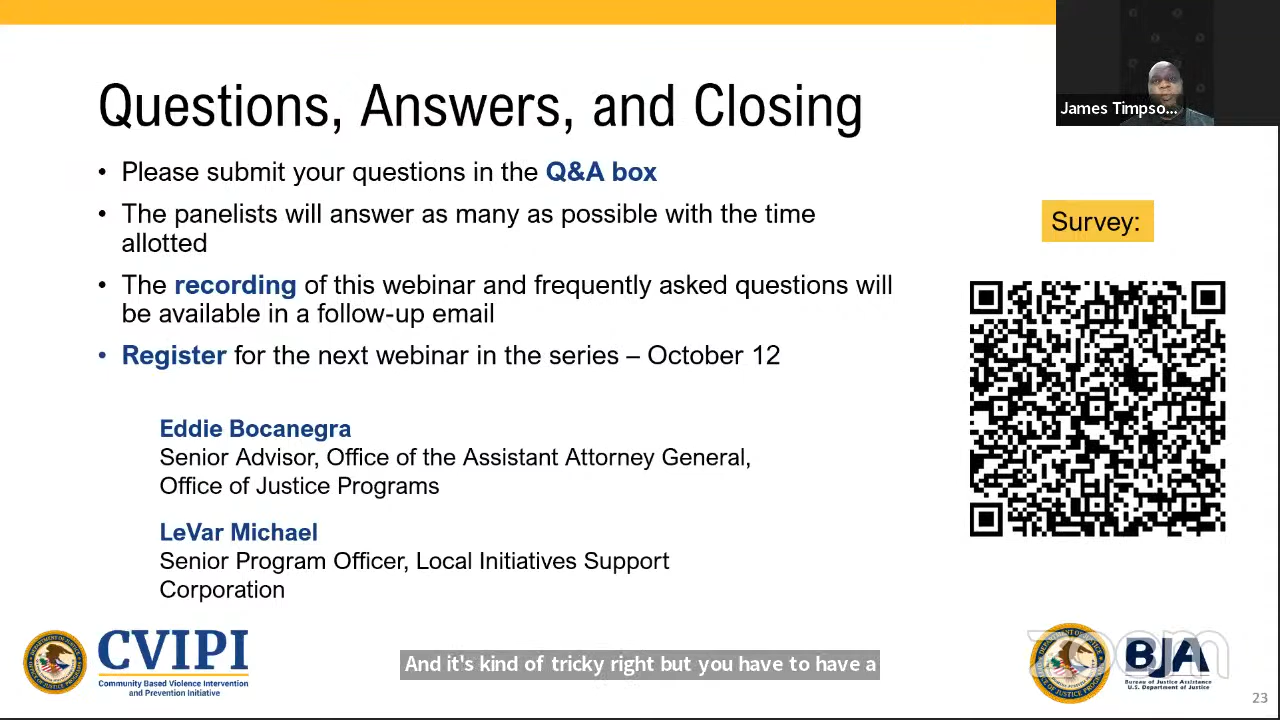 James Timpso...
Questions, Answers, and Closing
• Please submit your questions in the Q&A box
• The panelists will answer as many as possible with the time
allotted
• The recording of this webinar and frequently asked questions will
be available in a follow-up email
• Register for the next webinar in the series – October 12
Survey:
Eddie Bocanegra
Senior Advisor, Office of the Assistant Attorney General,
Office of Justice Programs
LeVar Michael
Senior Program Officer, Local Initiatives Support
Corporation
CVIPI
Community Based Violence Intervention
and Prevention Initiative
And it's kind of tricky right but you have to have a
zoom
BJA
Bureau of Justice Assistance
U.S. Department of Justice
23